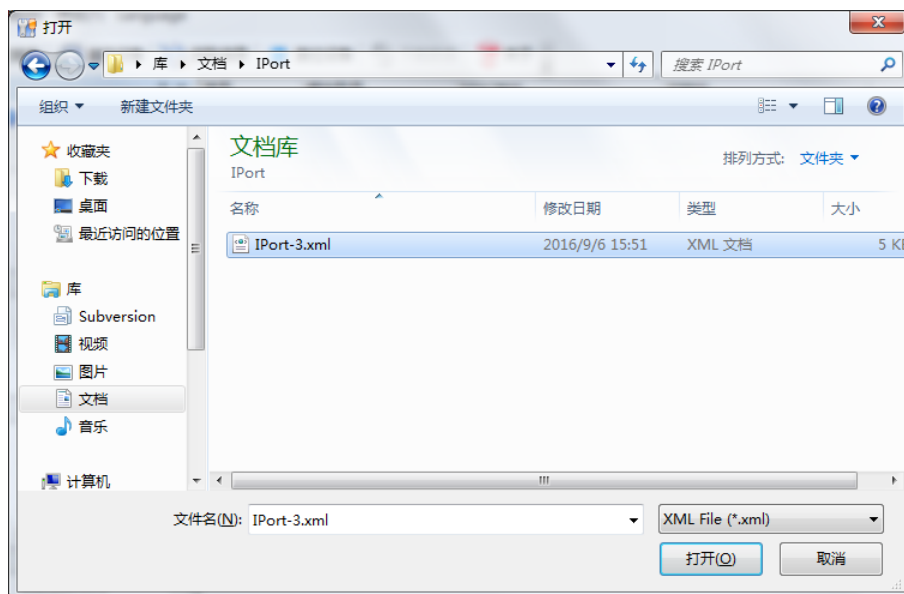 打开
库 文档 IPort
搜索 IPort
组织 新建文件夹
收藏夹
下载
桌面
最近访问的位置
库
Subversion
视频
图片
文档
音乐
计算机
文档库
IPort
排列方式: 文件夹
名称 修改日期 类型 大小
IPort-3.xml 2016/9/6 15:51 XML 文档 5 K
文件名(N): IPort-3.xml XML File (*.xml)
打开(O) 取消